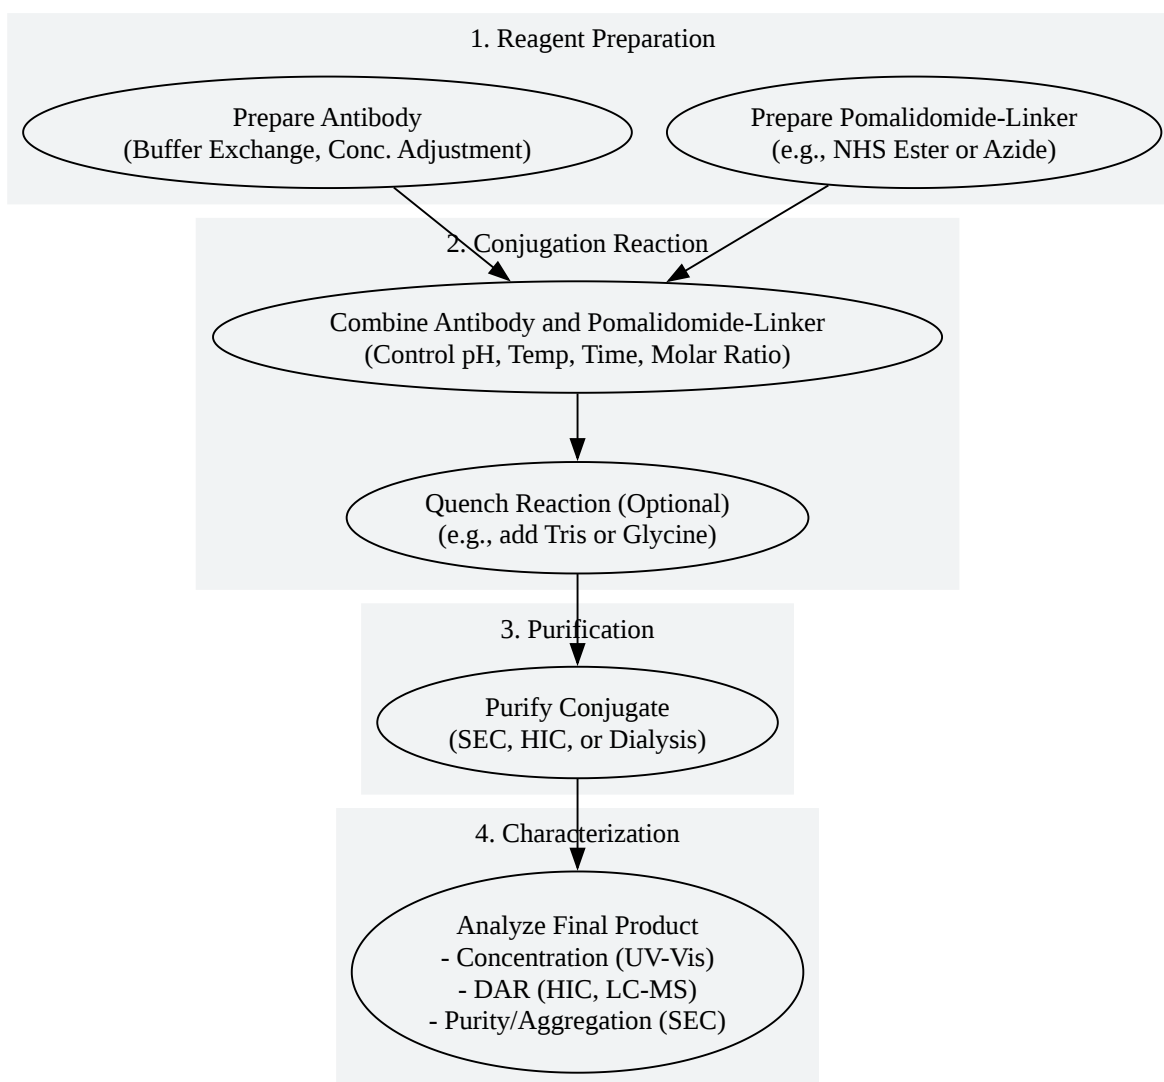 1. Reagent Preparation
Prepare Antibody
(Buffer Exchange, Conc. Adjustment)
Prepare Pomalidomide-Linker
(e.g., NHS Ester or Azide)
2. Conjugation Reaction
Combine Antibody and Pomalidomide-Linker
(Control pH, Temp, Time, Molar Ratio)
Quench Reaction (Optional)
(e.g., add Tris or Glycine)
3. Purification
Purify Conjugate
(SEC, HIC, or Dialysis)
4. Characterization
Analyze Final Product
- Concentration (UV-Vis)
- DAR (HIC, LC-MS)
- Purity/Aggregation (SEC)